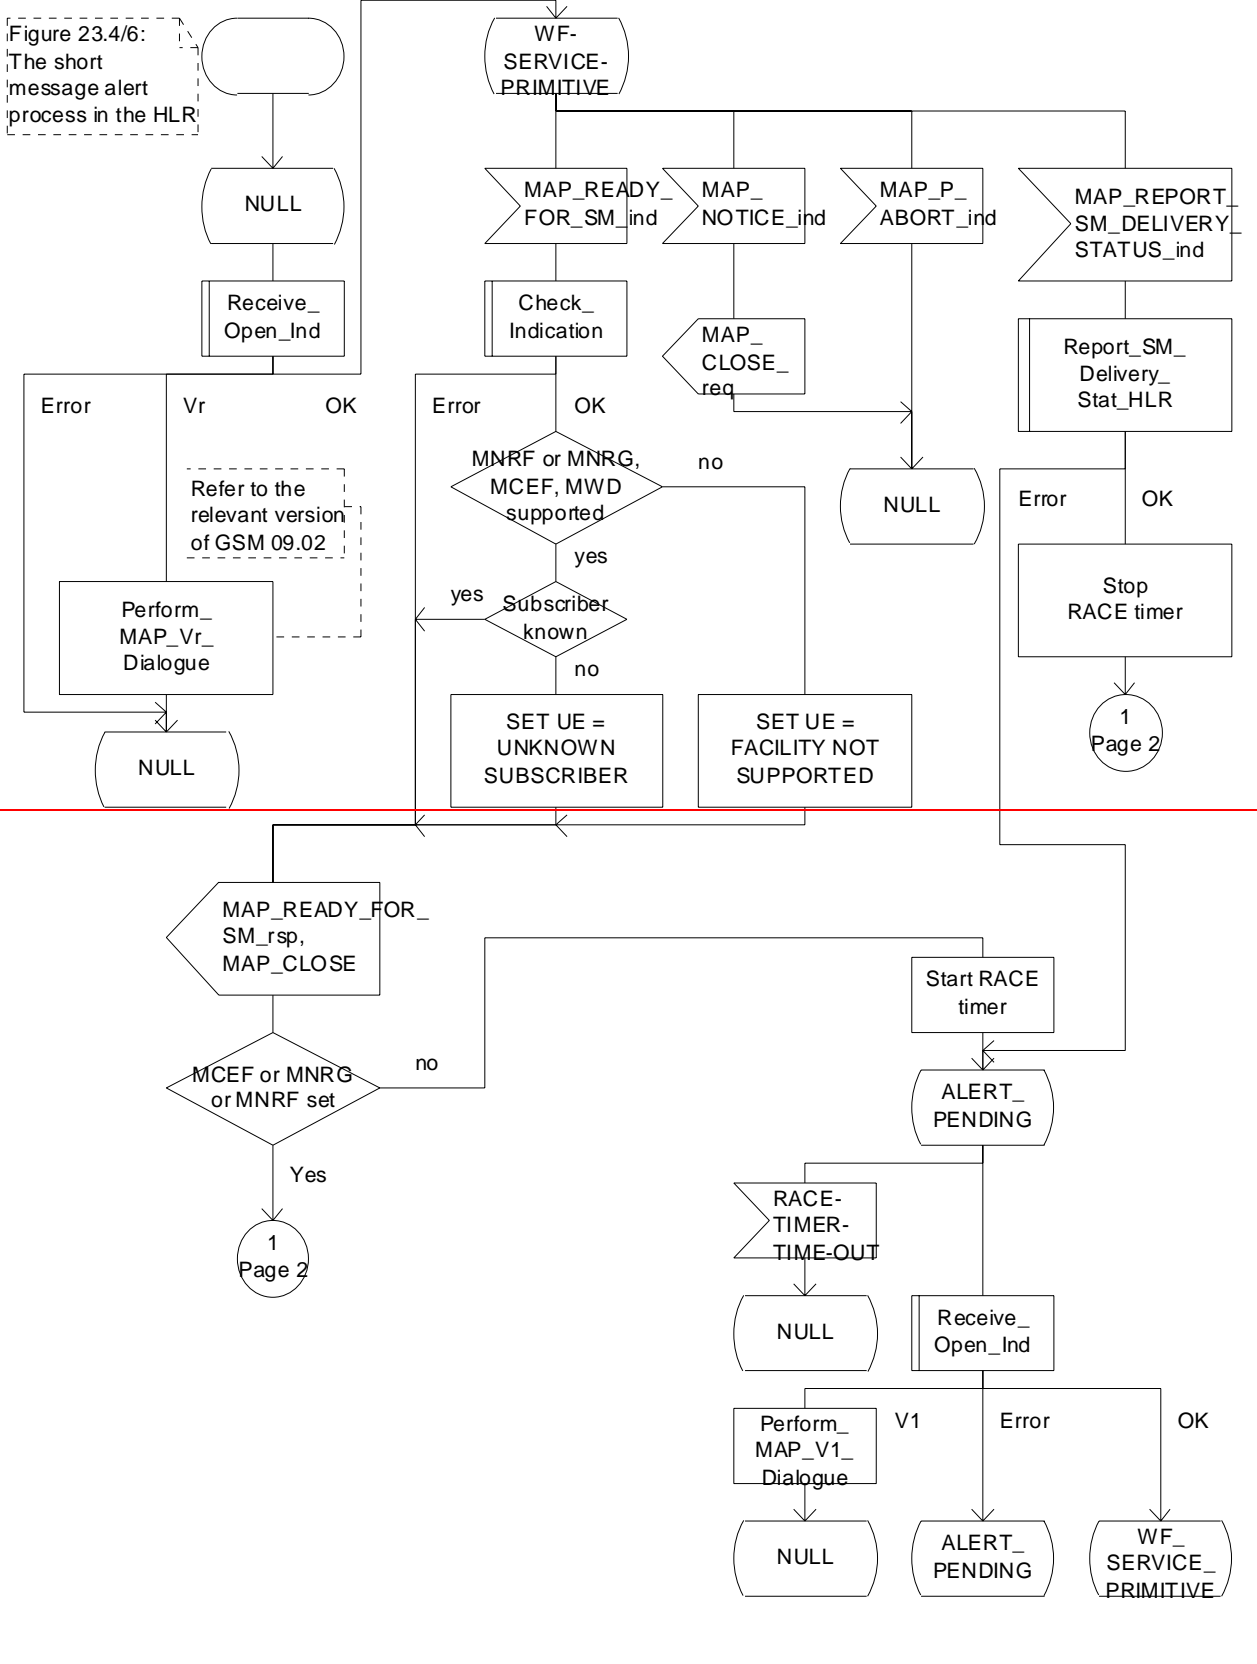 Figure 23.4/6:
The short
message alert
process in the HLR
NULL
Receive_
Open_Ind
Error
Vr
OK
Refer to the
relevant version
of GSM 09.02
Perform_
MAP_Vr_
Dialogue
NULL
WF-
SERVICE-
PRIMITIVE
MAP_READY_
FOR_SM_ind
MAP_
NOTICE_ind
MAP_P_
ABORT_ind
MAP_REPORT_
SM_DELIVERY_
STATUS_ind
Check_
Indication
MAP_
CLOSE_
req
Report_SM_
Delivery_
Stat_HLR
Error
OK
MNRF or MNRG,
MCEF, MWD
supported
no
yes
yes
Subscriber
known
no
NULL
Error
OK
Stop
RACE timer
SET UE =
UNKNOWN
SUBSCRIBER
SET UE =
FACILITY NOT
SUPPORTED
1
Page 2
MAP_READY_FOR_
SM_rsp,
MAP_CLOSE
Start RACE
timer
MCEF or MNRG
or MNRF set
no
Yes
1
Page 2
ALERT_
PENDING
RACE-
TIMER-
TIME-OUT
NULL
Receive_
Open_Ind
Perform_
MAP_V1_
Dialogue
V1
Error
OK
NULL
ALERT_
PENDING
WF_
SERVICE_
PRIMITIVE